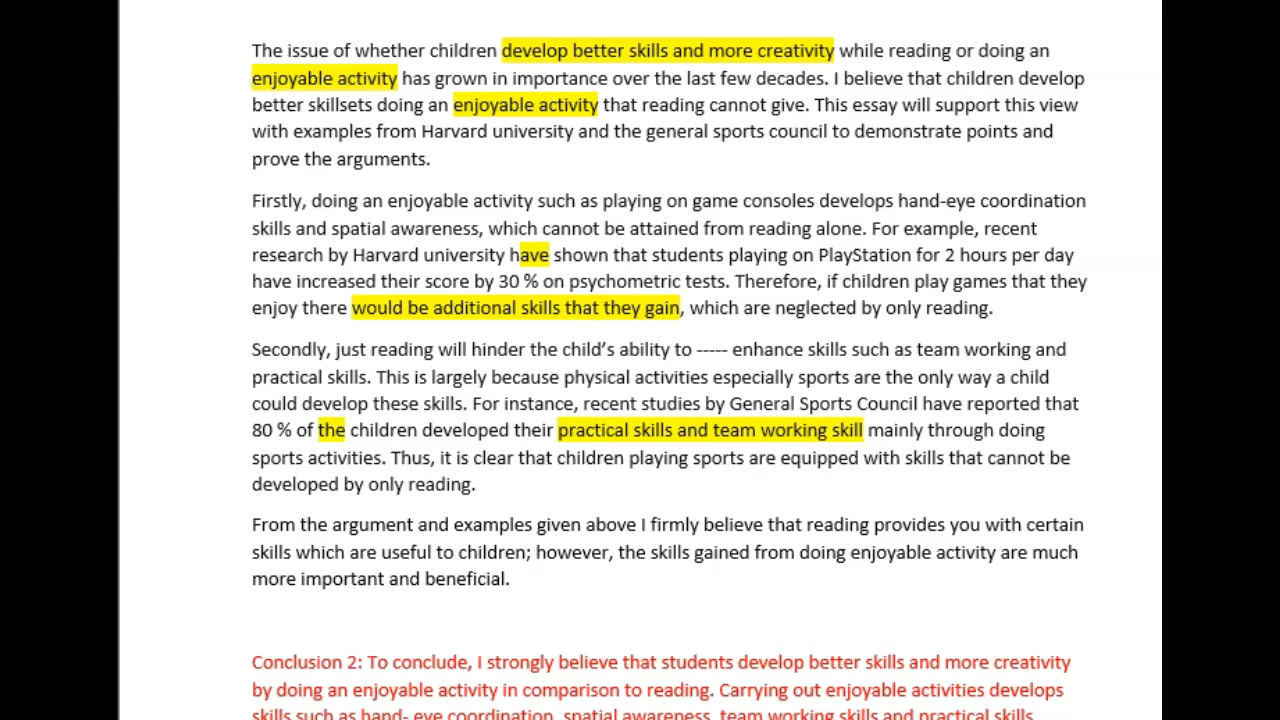 The issue of whether children develop better skills and more creativity while reading or doing an
enjoyable activity has grown in importance over the last few decades. I believe that children develop
better skillsets doing an enjoyable activity that reading cannot give. This essay will support this view
with examples from Harvard university and the general sports council to demonstrate points and
prove the arguments.
Firstly, doing an enjoyable activity such as playing on game consoles develops hand-eye coordination
skills and spatial awareness, which cannot be attained from reading alone. For example, recent
research by Harvard university have shown that students playing on PlayStation for 2 hours per day
have increased their score by 30 % on psychometric tests. Therefore, if children play games that they
enjoy there would be additional skills that they gain, which are neglected by only reading.
Secondly, just reading will hinder the child’s ability to ----- enhance skills such as team working and
practical skills. This is largely because physical activities especially sports are the only way a child
could develop these skills. For instance, recent studies by General Sports Council have reported that
80 % of the children developed their practical skills and team working skill mainly through doing
sports activities. Thus, it is clear that children playing sports are equipped with skills that cannot be
developed by only reading.
From the argument and examples given above I firmly believe that reading provides you with certain
skills which are useful to children; however, the skills gained from doing enjoyable activity are much
more important and beneficial.
Conclusion 2: To conclude, I strongly believe that students develop better skills and more creativity
by doing an enjoyable activity in comparison to reading. Carrying out enjoyable activities develops
skills such as hand- eye coordination, spatial awareness, team working skills and practical skills